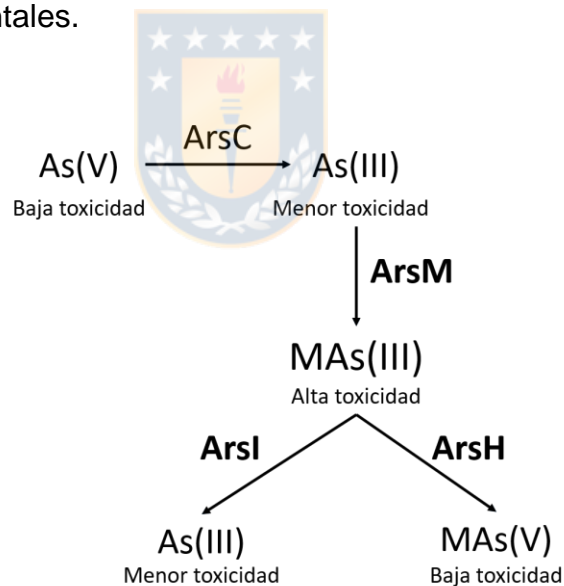 ntales.
ArsC
As(V) As(III)
Baja toxicidad Menor toxicidad
ArsM
MAs(III)
Alta toxicidad
ArsI ArsH
As(III) MAs(V)
Menor toxicidad Baja toxicidad